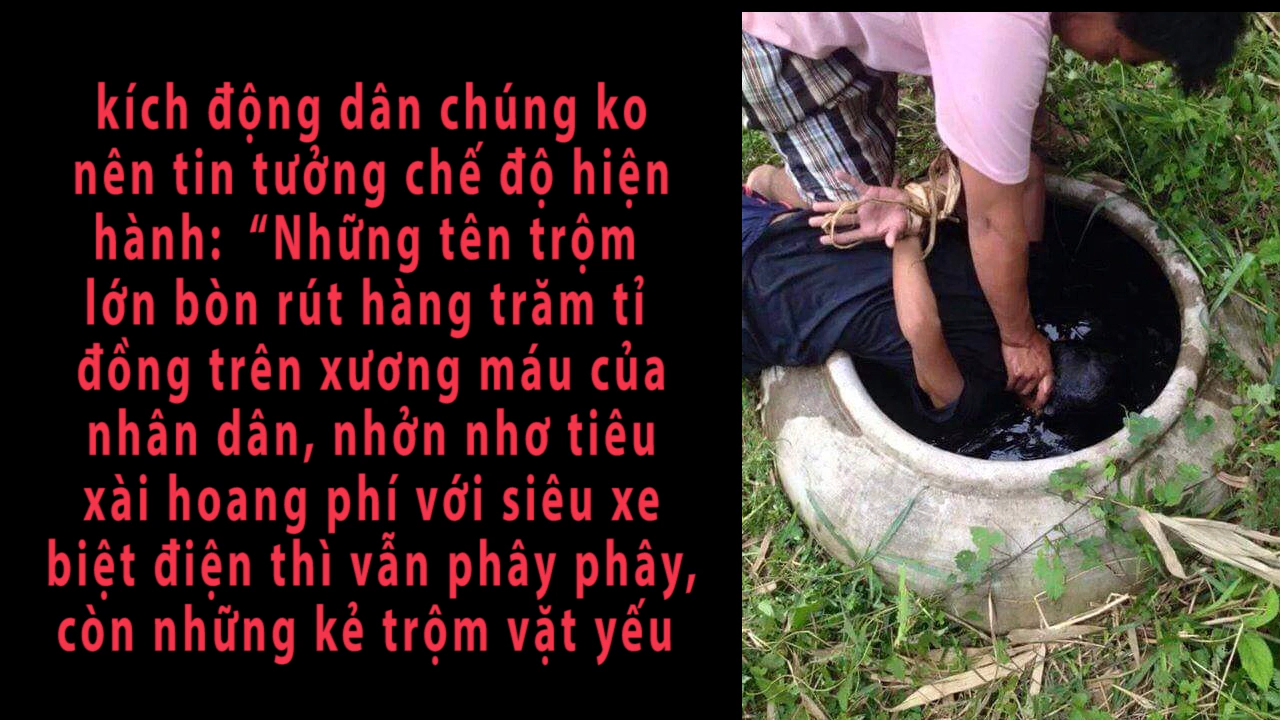 kích động dân chúng ko
nên tin tưởng chế độ hiện
hành: “Những tên trộm
lớn bòn rút hàng trăm tỉ
đồng trên xương máu của
nhân dân, nhởn nhơ tiêu
xài hoang phí với siêu xe
biệt điện thì vẫn phây phây,
còn những kẻ trộm vặt yếu